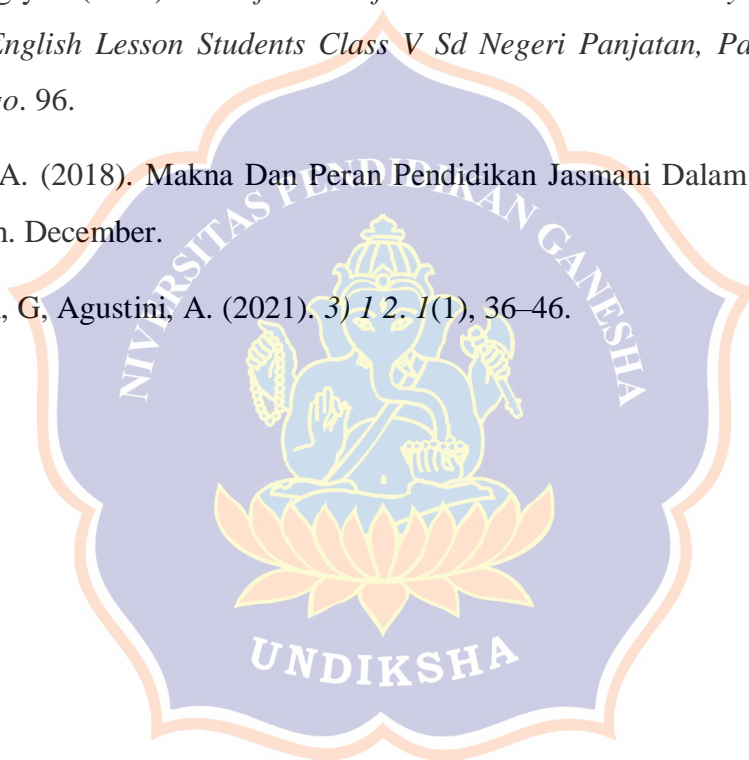 English Lesson Students Class V Sd Negeri Panjatan, Pa
o. 96.
A. (2018). Makna Dan Peran Pendidikan Jasmani Dalam
n. December.
, G, Agustini, A. (2021). 3) 1 2. 1(1), 36–46.
NIVERSITAS PENDIDIKAN GANESHA
UNDIKSHA